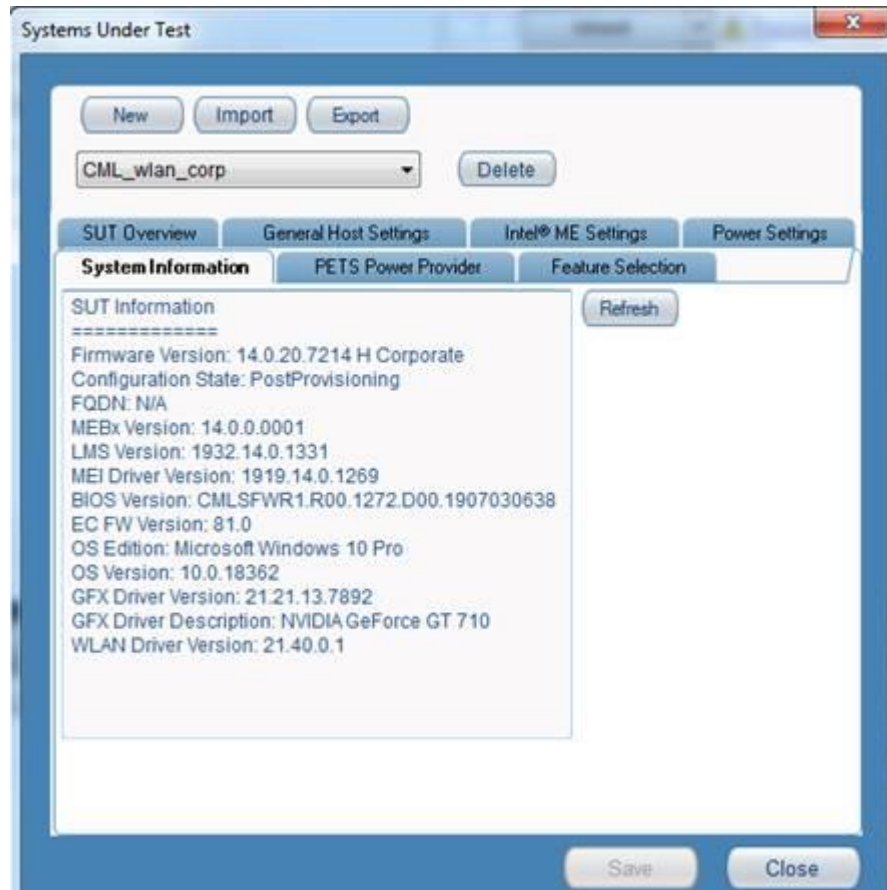 Systems Under Test
New Import Export
CML_wlan_corp Delete
SUT Overview General Host Settings Intel® ME Settings Power Settings
System Information PETS Power Provider Feature Selection
SUT Information Refresh
=============
Firmware Version: 14.0.20.7214 H Corporate
Configuration State: PostProvisioning
FQDN: N/A
MEBx Version: 14.0.0.0001
LMS Version: 1932.14.0.1331
MEI Driver Version: 1919.14.0.1269
BIOS Version: CMLSFWR1.R00.1272.D00.1907030638
EC FW Version: 81.0
OS Edition: Microsoft Windows 10 Pro
OS Version: 10.0.18362
GFX Driver Version: 21.21.13.7892
GFX Driver Description: NVIDIA GeForce GT 710
WLAN Driver Version: 21.40.0.1
Save Close